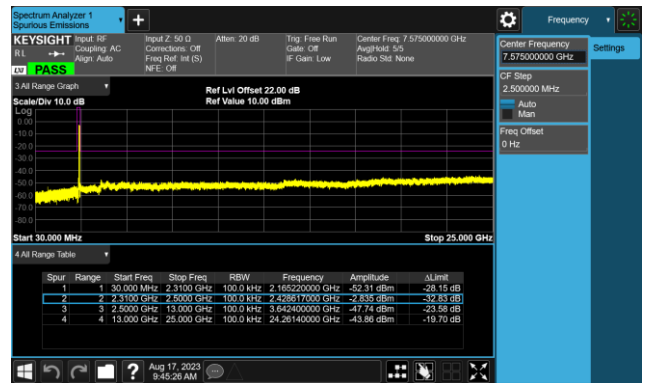 Spectrum Analyzer 1
Spurious Emissions
Frequency
KEYSIGHT Input: RF Input Z: 50 Ω Atten: 20 dB Trig: Free Run Center Freq: 7.575000000 GHz
RL Coupling: AC Corrections: Off Gate: Off Avg|Hold: 5/5
Align: Auto Freq Ref: Int (S) IF Gain: Low Radio Std: None
LW PASS NFE: Off
3 All Range Graph
Ref Lvl Offset 22.00 dB
Scale/Div 10.0 dB Ref Value 10.00 dBm
Log
0.00
-10.0
-20.0
-30.0
-40.0
-50.0
-60.0
-70.0
-80.0
Start 30.000 MHz Stop 25.000 GHz
4 All Range Table
Spur Range Start Freq Stop Freq RBW Frequency Amplitude ΔLimit
1 1 30.000 MHz 2.3100 GHz 100.0 kHz 2.165220000 GHz -52.31 dBm -28.15 dB
2 2 2.3100 GHz 2.5000 GHz 100.0 kHz 2.428617000 GHz -2.835 dBm -32.83 dB
3 3 2.5000 GHz 13.000 GHz 100.0 kHz 3.642400000 GHz -47.74 dBm -23.58 dB
4 4 13.000 GHz 25.000 GHz 100.0 kHz 24.26140000 GHz -43.86 dBm -19.70 dB
Aug 17, 2023
9:45:26 AM
Center Frequency
7.575000000 GHz
Settings
CF Step
2.500000 MHz
Auto
Man
Freq Offset
0 Hz